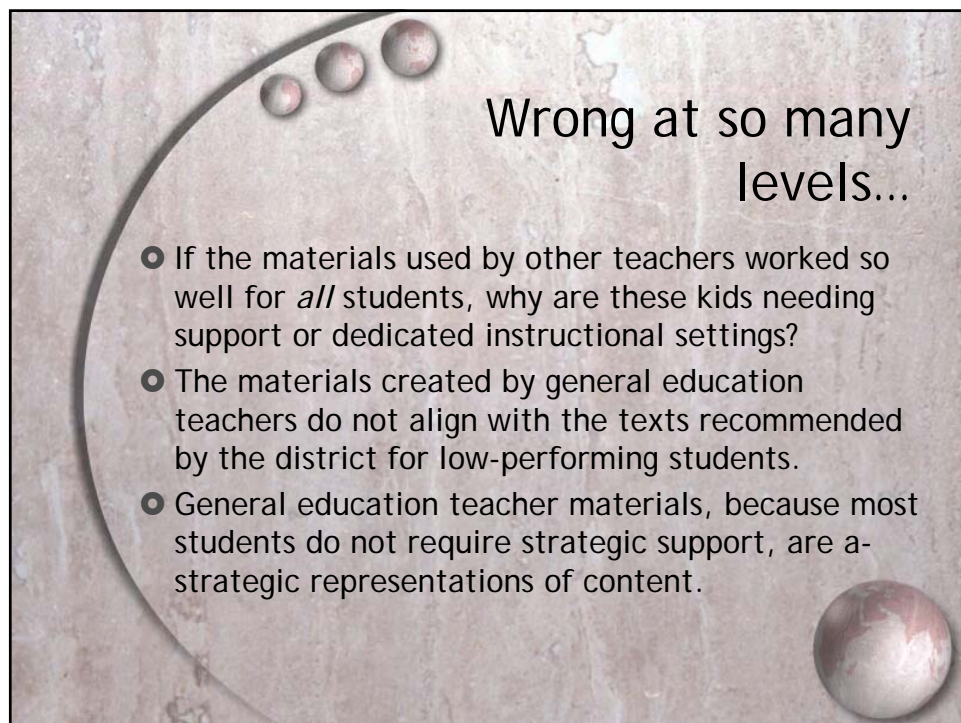 Wrong at so many
levels...
If the materials used by other teachers worked so
well for all students, why are these kids needing
support or dedicated instructional settings?
The materials created by general education
teachers do not align with the texts recommended
by the district for low-performing students.
General education teacher materials, because most
students do not require strategic support, are a-
strategic representations of content.